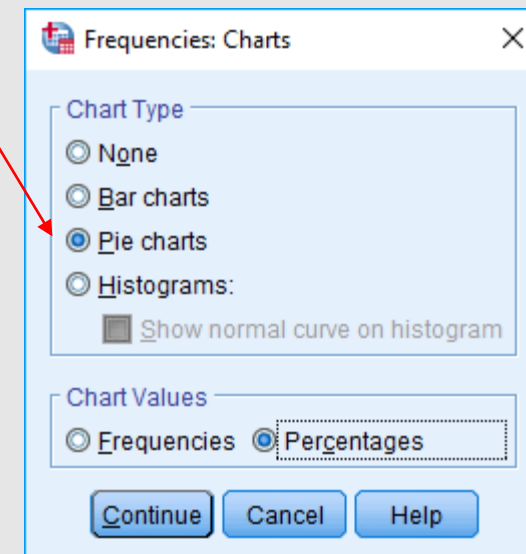 Frequencies: Charts
Chart Type
None
Bar charts
Pie charts
Histograms:
Show normal curve on histogram
Chart Values
Frequencies Percentages
Continue Cancel Help